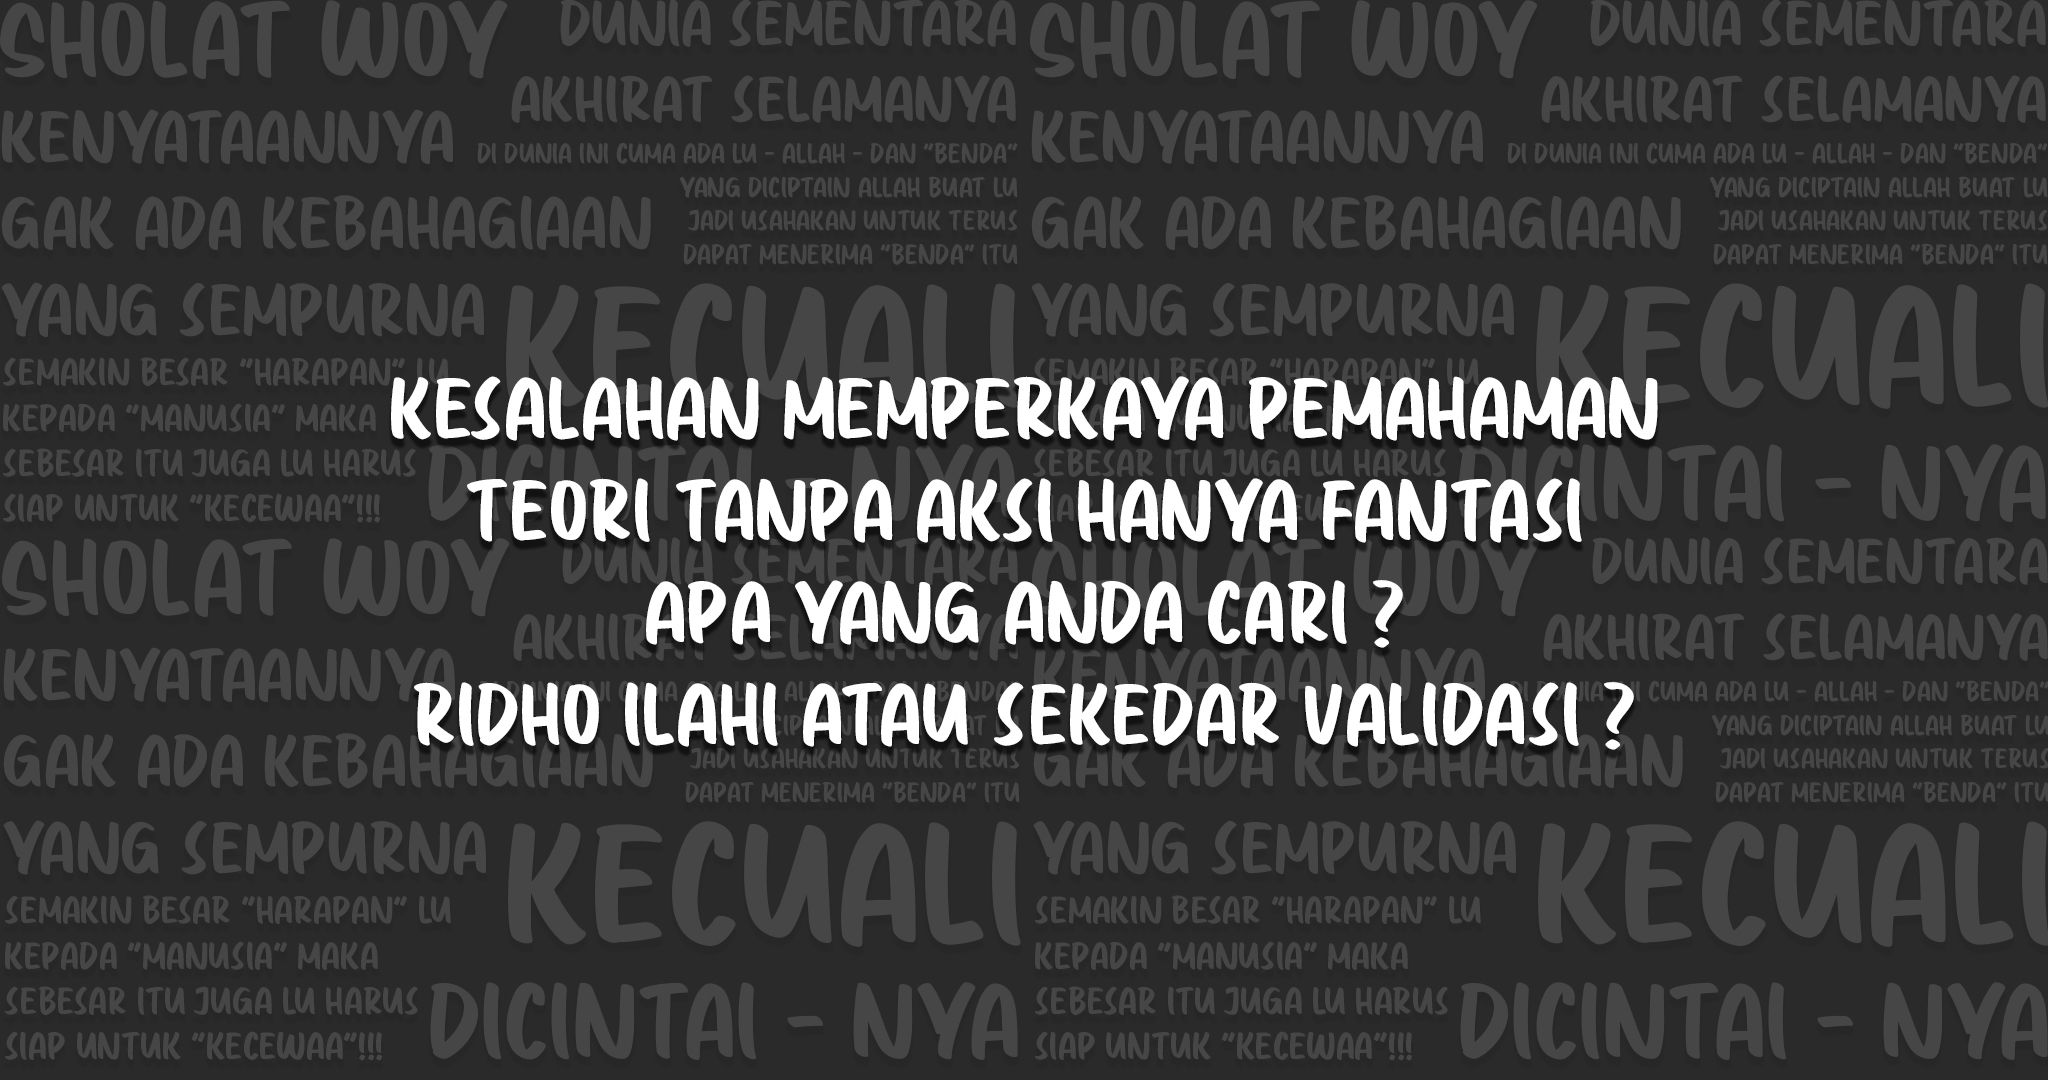 SHOLAT WOY
DUNIA SEMENTARA
AKHIRAT SELAMANYA
KENYATAANNYA
DI DUNIA INI CUMA ADA LU - ALLAH - DAN "BENDA"
YANG DICIPTAIN ALLAH BUAT LU
JADI USAHAKAN UNTUK TERUS
DAPAT MENERIMA "BENDA" ITU
GAK ADA KEBAHAGIAAN
YANG SEMPURNA
KECUALI
SEMAKIN BESAR "HARAPAN" LU
KEPADA "MANUSIA" MAKA
SEBESAR ITU JUGA LU HARUS
SIAP UNTUK "KECEWAA"!!!
DICINTAI - NYA
SHOLAT WOY
DUNIA SEMENTARA
AKHIRAT SELAMANYA
KENYATAANNYA
DI DUNIA INI CUMA ADA LU - ALLAH - DAN "BENDA"
YANG DICIPTAIN ALLAH BUAT LU
JADI USAHAKAN UNTUK TERUS
DAPAT MENERIMA "BENDA" ITU
GAK ADA KEBAHAGIAAN
YANG SEMPURNA
KECUALI
SEMAKIN BESAR "HARAPAN" LU
SEBESAR ITU JUGA LU HARUS
DICINTAI - NYA
KESALAHAN MEMPERKAYA PEMAHAMAN
TEORI TANPA AKSI HANYA FANTASI
APA YANG ANDA CARI ?
RIDHO ILAHI ATAU SEKEDAR VALIDASI ?
SHOLAT WOY
DUNIA SEMENTARA
AKHIRAT SELAMANYA
KENYATAANNYA
GAK ADA KEBAHAGIAAN
JADI USAHAKAN UNTUK TERUS
DAPAT MENERIMA "BENDA" ITU
YANG SEMPURNA
KECUALI
SEMAKIN BESAR "HARAPAN" LU
KEPADA "MANUSIA" MAKA
SEBESAR ITU JUGA LU HARUS
SIAP UNTUK "KECEWAA"!!!
DICINTAI - NYA
SHOLAT WOY
DUNIA SEMENTARA
AKHIRAT SELAMANYA
KENYATAANNYA
CUMA ADA LU - ALLAH - DAN "BENDA"
YANG DICIPTAIN ALLAH BUAT LU
JADI USAHAKAN UNTUK TERUS
DAPAT MENERIMA "BENDA" ITU
GAK ADA KEBAHAGIAAN
YANG SEMPURNA
KECUALI
SEMAKIN BESAR "HARAPAN" LU
KEPADA "MANUSIA" MAKA
SEBESAR ITU JUGA LU HARUS
SIAP UNTUK "KECEWAA"!!!
DICINTAI - NYA